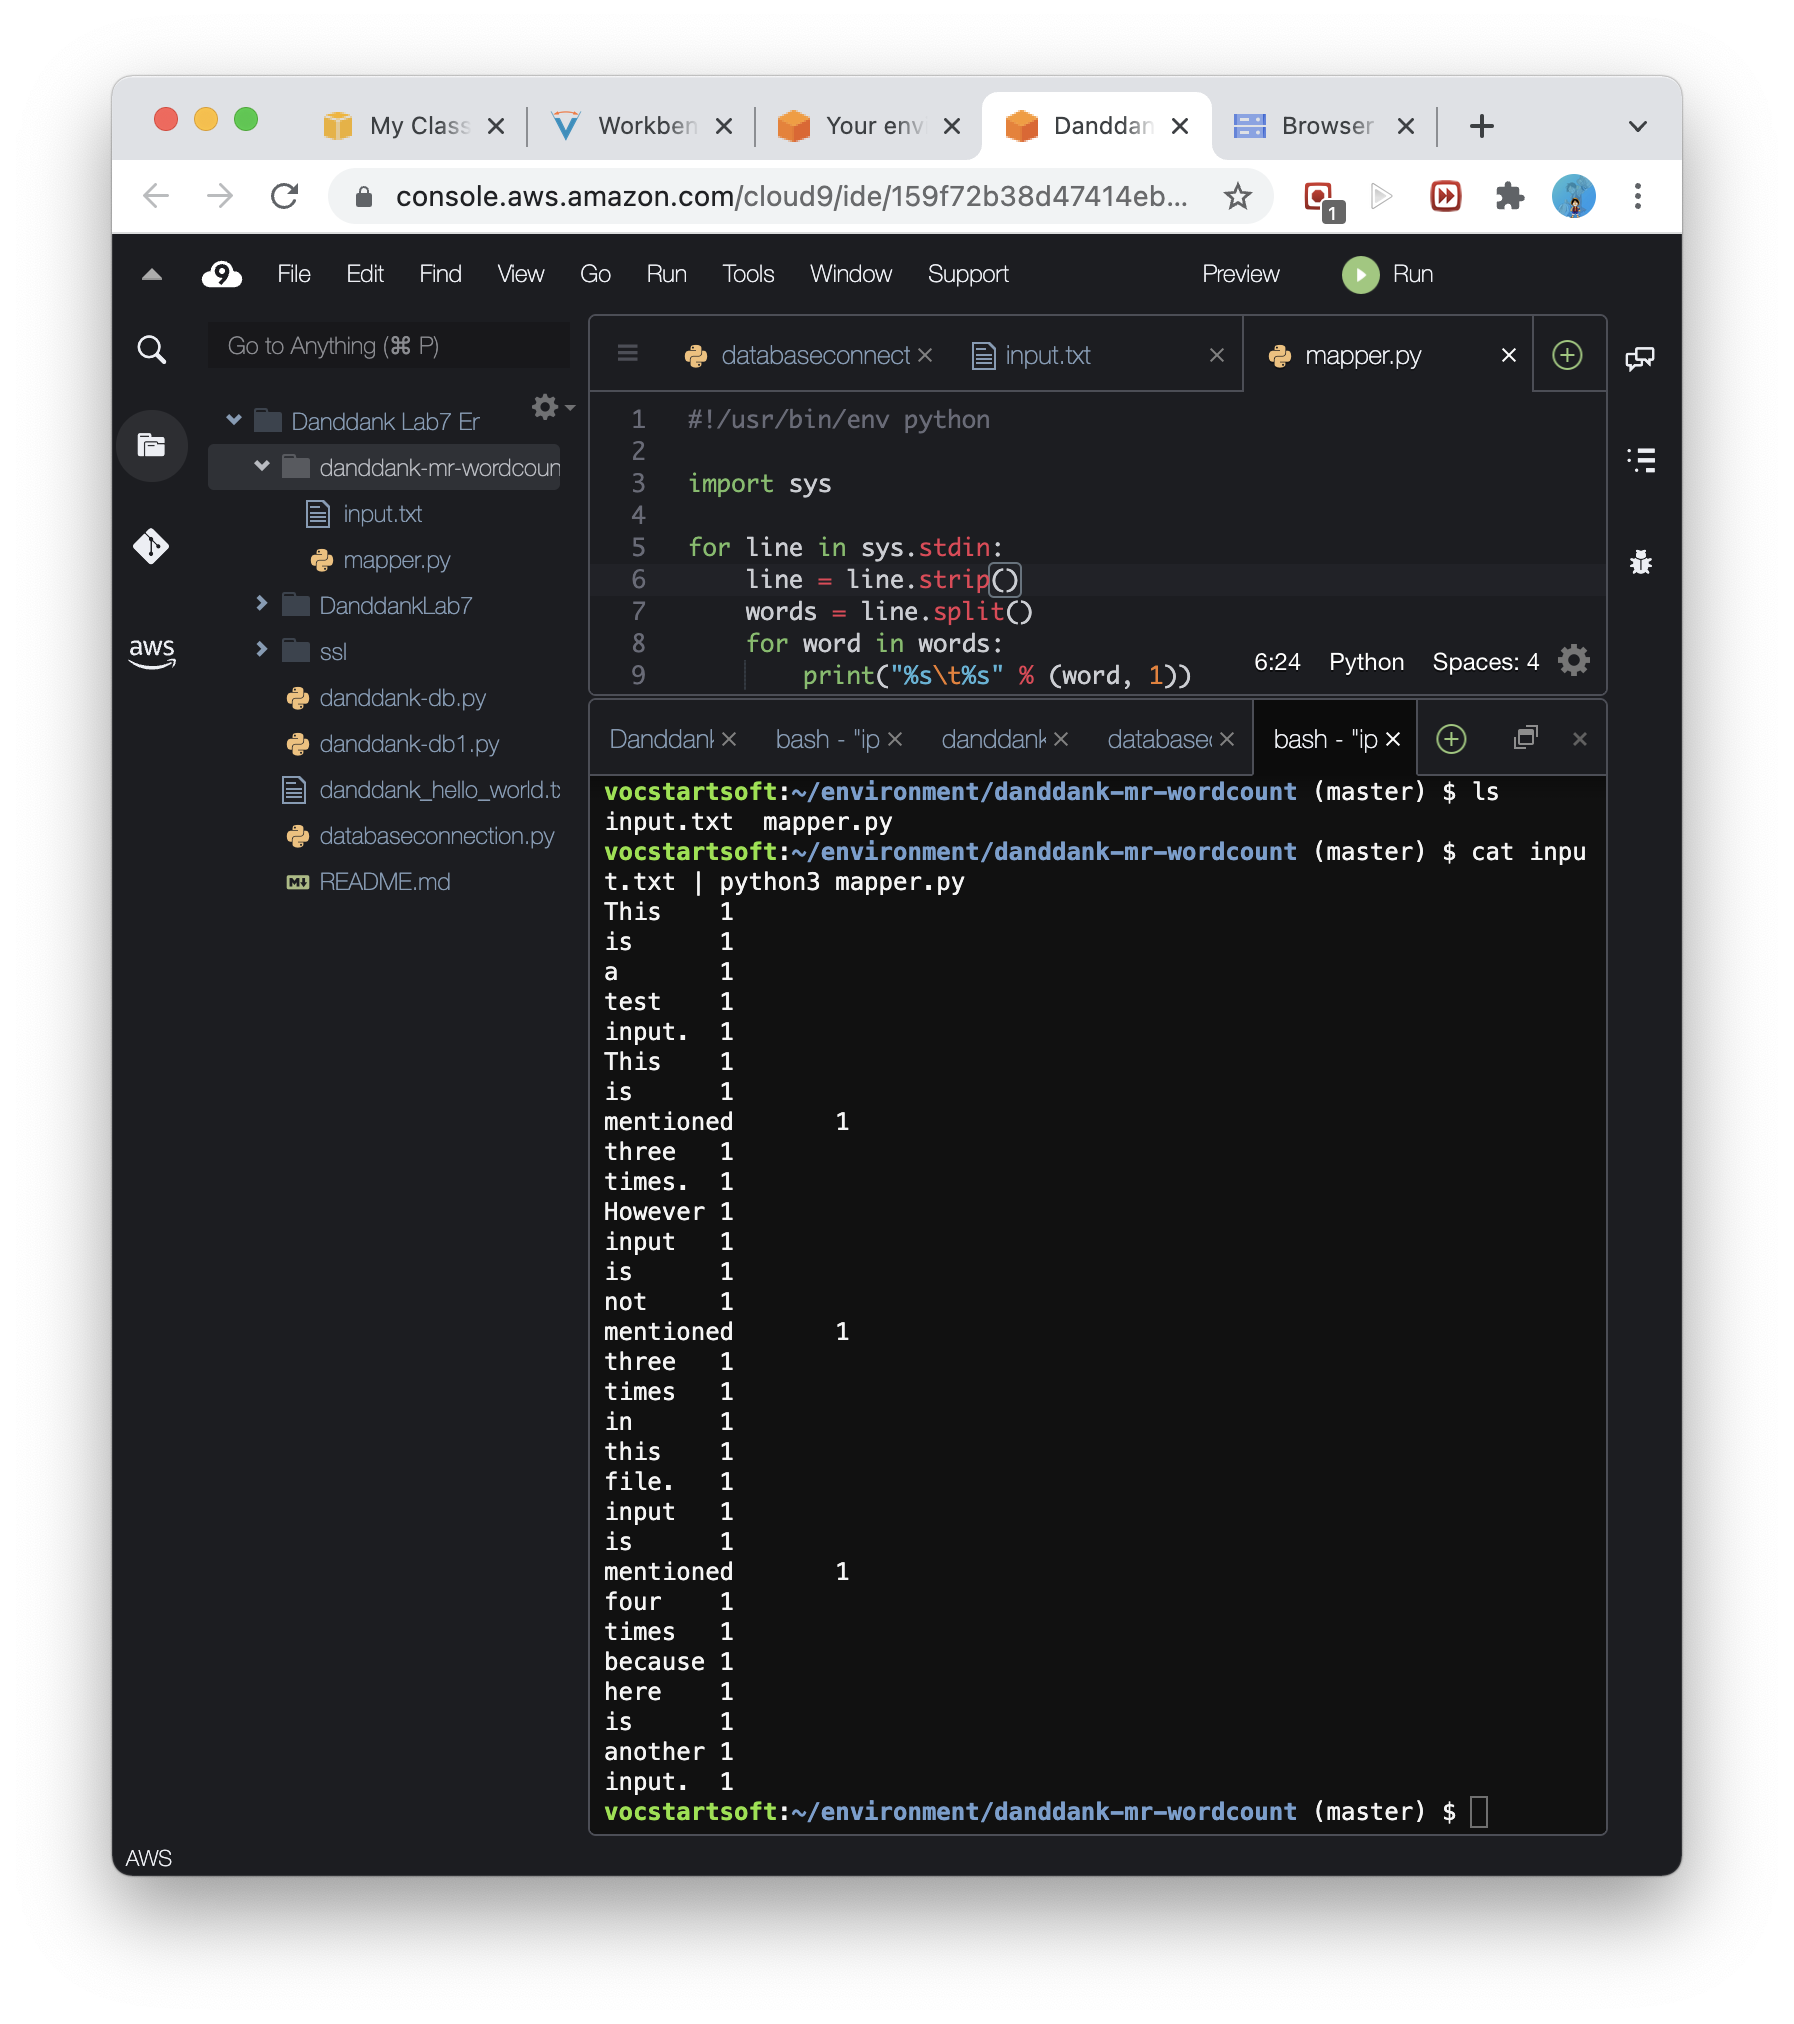 My Class
Workben
Your env
Danddan
Browser
console.aws.amazon.com/cloud9/ide/159f72b38d47414eb...
1
9 File Edit Find View Go Run Tools Window Support Preview Run
Go to Anything (⌘ P)
Danddank Lab7 Er
danddank-mr-wordcoun
input.txt
mapper.py
DanddankLab7
ssl
danddank-db.py
danddank-db1.py
danddank_hello_world.t
databaseconnection.py
README.md
aws
databaseconnect input.txt mapper.py
1 #!/usr/bin/env python
2
3 import sys
4
5 for line in sys.stdin:
6 line = line.strip()
7 words = line.split()
8 for word in words:
9 print("%s\t%s" % (word, 1))
6:24 Python Spaces: 4
Danddank bash - "ip danddank database bash - "ip
vocstartsoft:~/environment/danddank-mr-wordcount (master) $ ls
input.txt mapper.py
vocstartsoft:~/environment/danddank-mr-wordcount (master) $ cat inpu
t.txt | python3 mapper.py
This 1
is 1
a 1
test 1
input. 1
This 1
is 1
mentioned 1
three 1
times. 1
However 1
input 1
is 1
not 1
mentioned 1
three 1
times 1
in 1
this 1
file. 1
input 1
is 1
mentioned 1
four 1
times 1
because 1
here 1
is 1
another 1
input. 1
vocstartsoft:~/environment/danddank-mr-wordcount (master) $
AWS